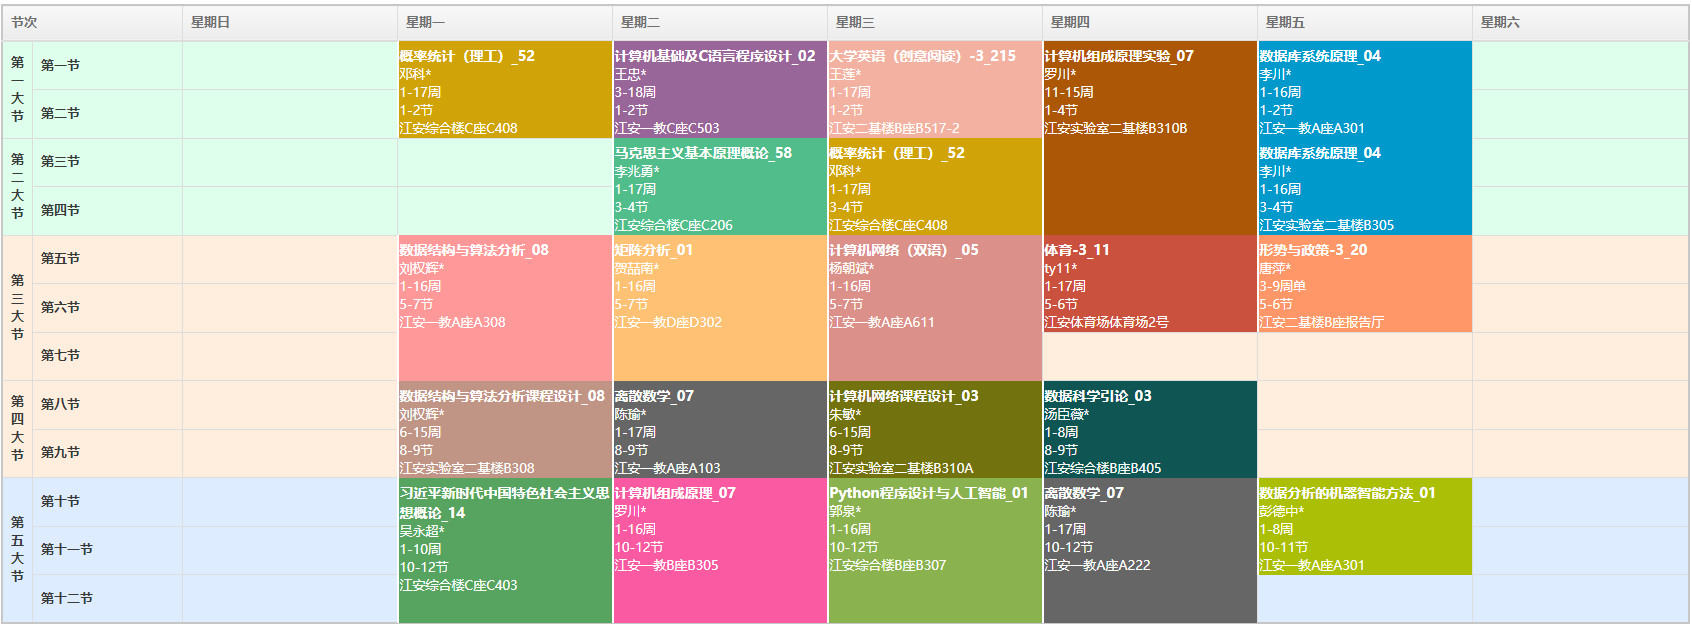 节次
星期日
星期一
星期二
星期三
星期四
星期五
星期六
第一大节
第一节
概率统计（理工）_52
邓科*
1-17周
1-2节
江安综合楼C座C408
计算机基础及C语言程序设计_02
王忠*
3-18周
1-2节
江安一教C座C503
大学英语（创意阅读）-3_215
王莲*
1-17周
1-2节
江安二基楼B座B517-2
计算机组成原理实验_07
罗川*
11-15周
1-4节
江安实验室二基楼B310B
数据库系统原理_04
李川*
1-16周
1-2节
江安一教A座A301
第二节
第二大节
第三节
马克思主义基本原理概论_58
李兆勇*
1-17周
3-4节
江安综合楼C座C206
概率统计（理工）_52
邓科*
1-17周
3-4节
江安综合楼C座C408
数据库系统原理_04
李川*
1-16周
3-4节
江安实验室二基楼B305
第四节
第三大节
第五节
数据结构与算法分析_08
刘权辉*
1-16周
5-7节
江安一教A座A308
矩阵分析_01
贺喆南*
1-16周
5-7节
江安一教D座D302
计算机网络（双语）_05
杨朝斌*
1-16周
5-7节
江安一教A座A611
体育-3_11
ty11*
1-17周
5-6节
江安体育场体育场2号
形势与政策-3_20
唐萍*
3-9周单
5-6节
江安二基楼B座报告厅
第六节
第七节
第四大节
第八节
数据结构与算法分析课程设计_08
刘权辉*
6-15周
8-9节
江安实验室二基楼B308
离散数学_07
陈瑜*
1-17周
8-9节
江安一教A座A103
计算机网络课程设计_03
朱敏*
6-15周
8-9节
江安实验室二基楼B310A
数据科学引论_03
汤臣薇*
1-8周
8-9节
江安综合楼B座B405
第九节
第五大节
第十节
习近平新时代中国特色社会主义思
想概论_14
吴永超*
1-10周
10-12节
江安综合楼C座C403
计算机组成原理_07
罗川*
1-16周
10-12节
江安一教B座B305
Python程序设计与人工智能_01
郭泉*
1-16周
10-12节
江安综合楼B座B307
离散数学_07
陈瑜*
1-17周
10-12节
江安一教A座A222
数据分析的机器智能方法_01
彭德中*
1-8周
10-11节
江安一教A座A301
第十一节
第十二节